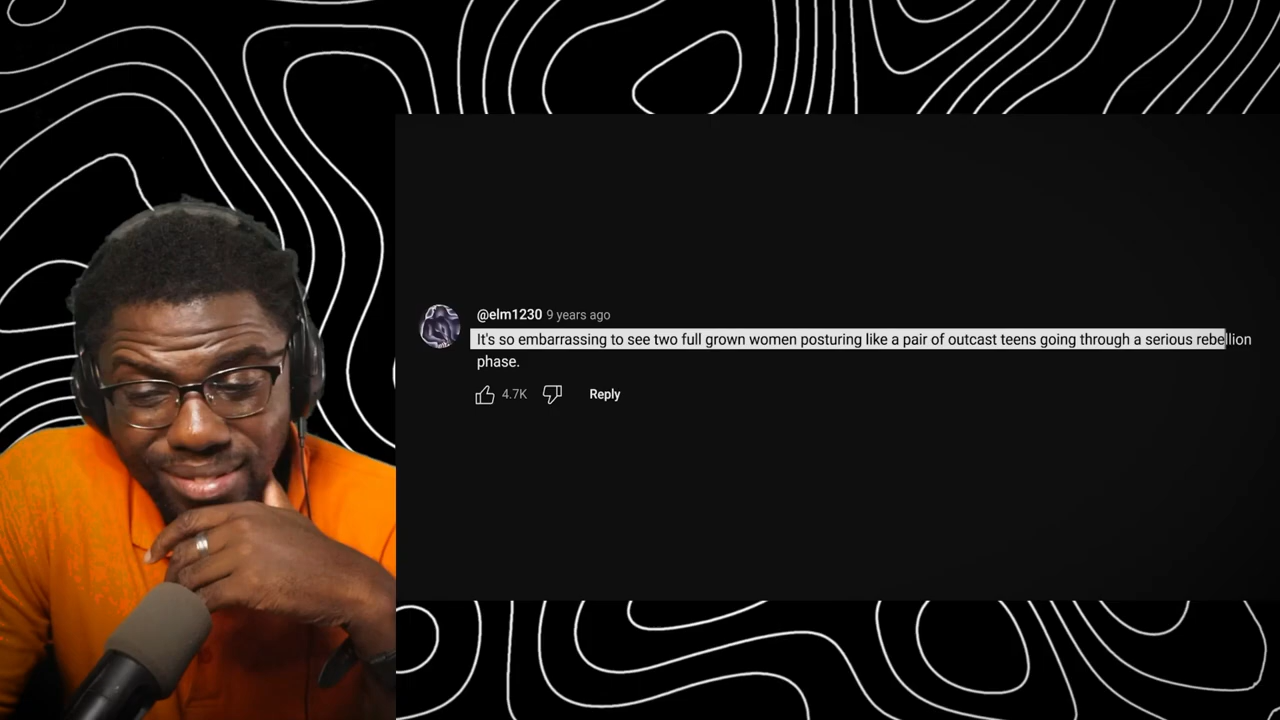 @elm1230 9 years ago
It's so embarrassing to see two full grown women posturing like a pair of outcast teens going through a serious rebellion
phase.
4.7K Reply